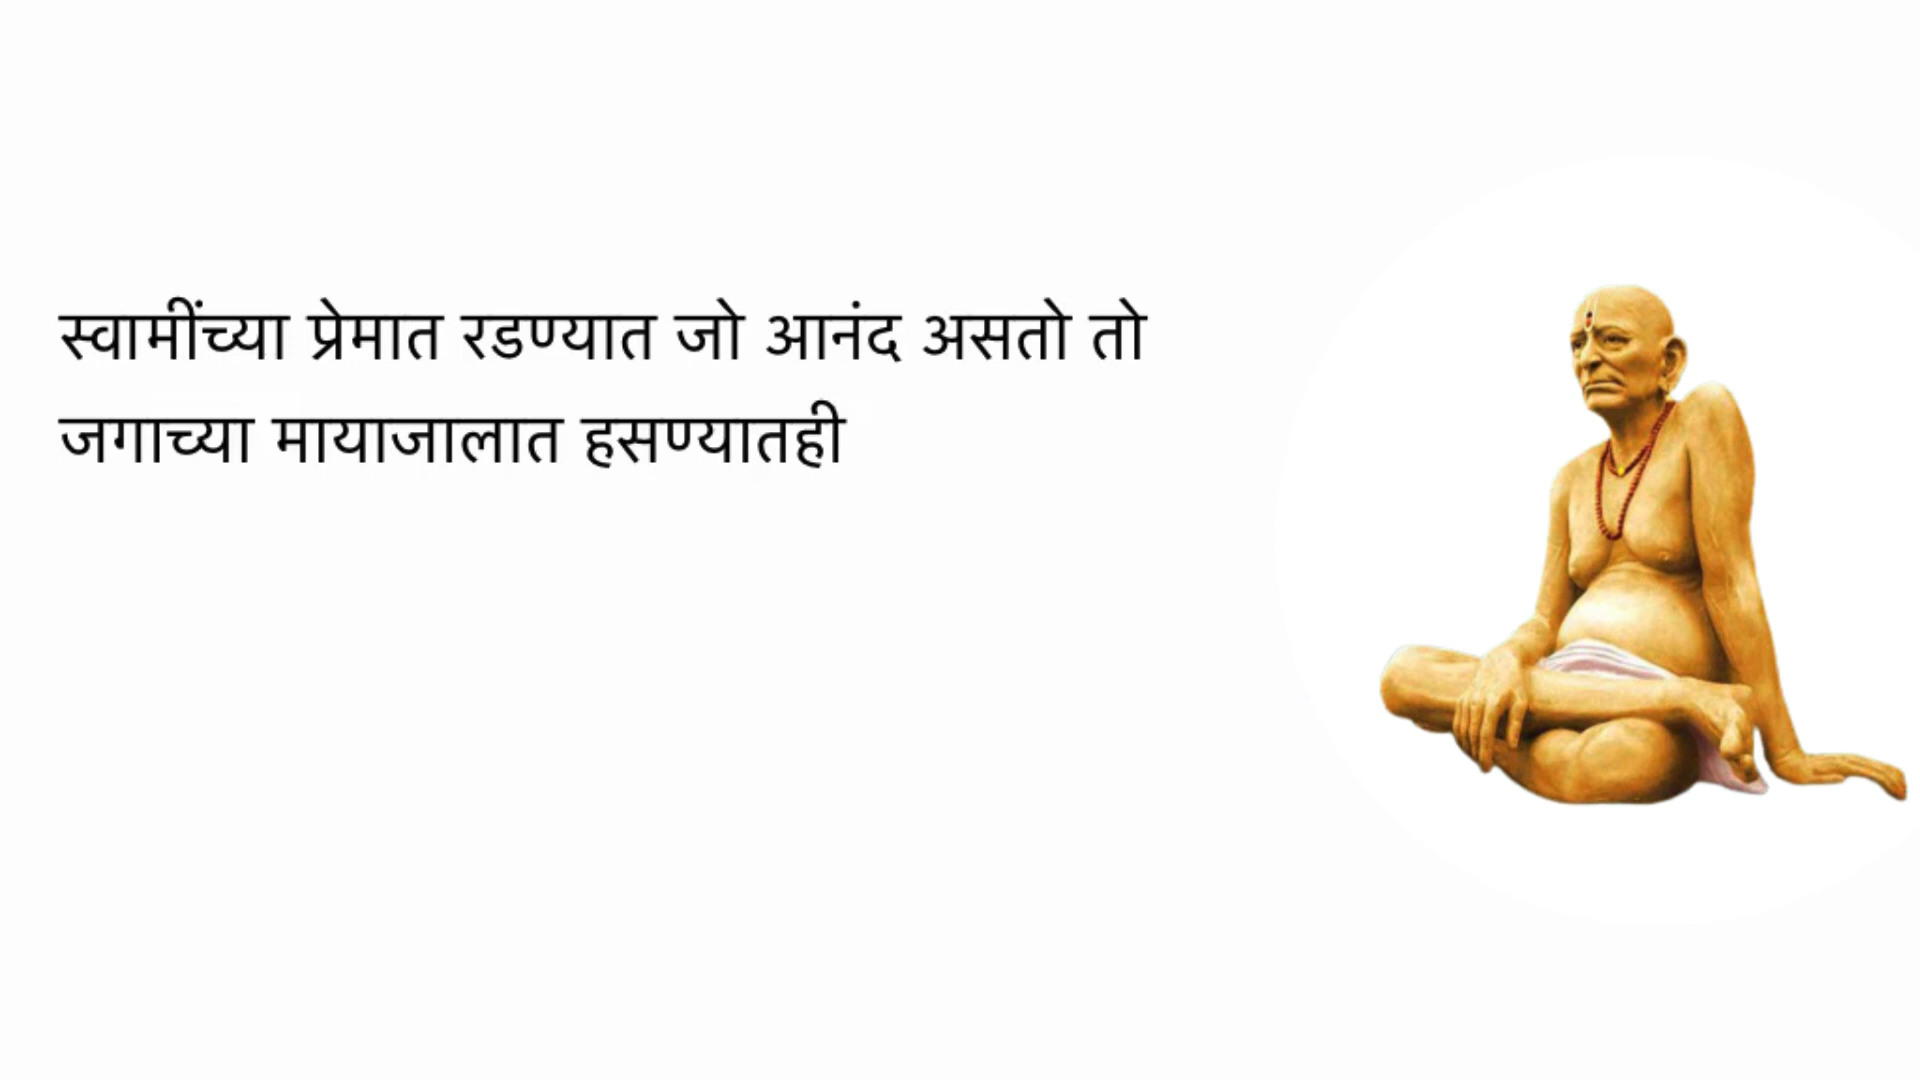 स्वामींच्या प्रेमात रडण्यात जो आनंद असतो तो
जगाच्या मायाजालात हसण्यातही